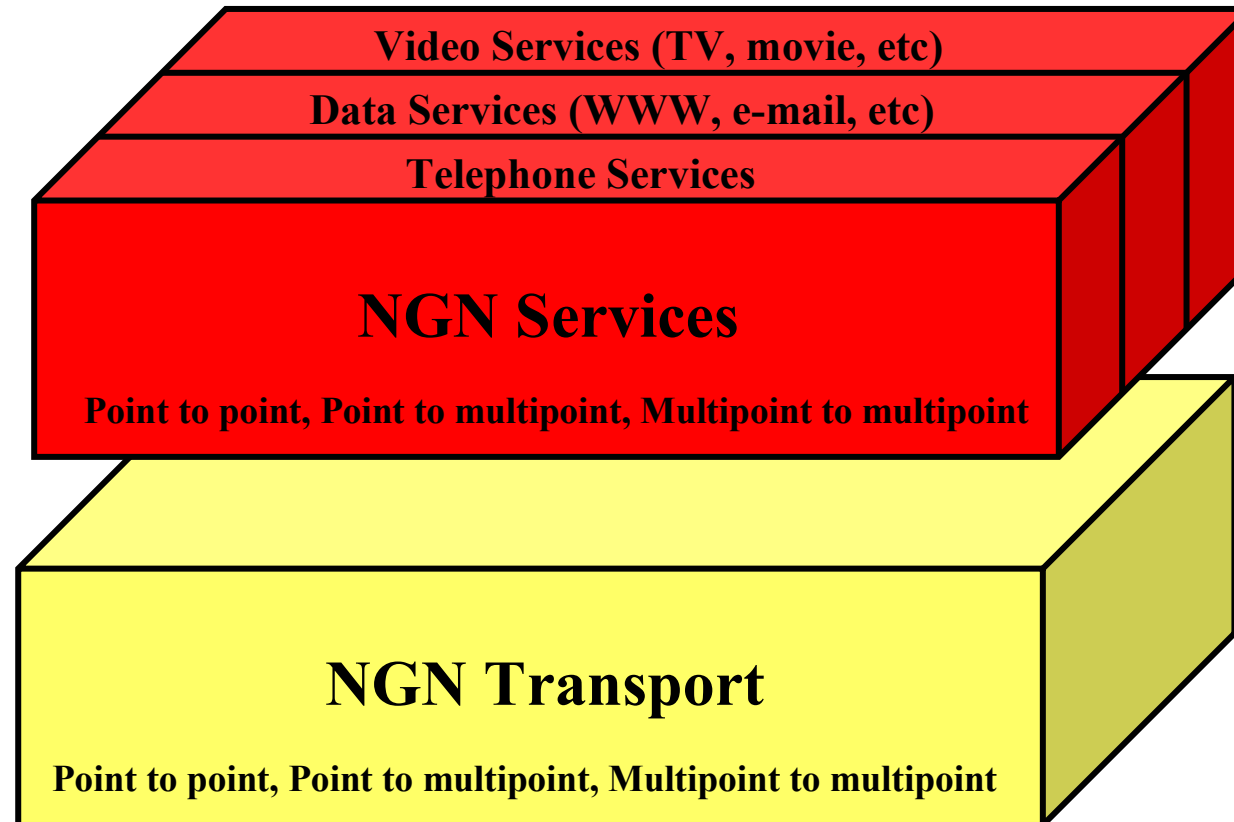 Video Services (TV, movie, etc)
Data Services (WWW, e-mail, etc)
Telephone Services
NGN Services
Point to point, Point to multipoint, Multipoint to multipoint
NGN Transport
Point to point, Point to multipoint, Multipoint to multipoint